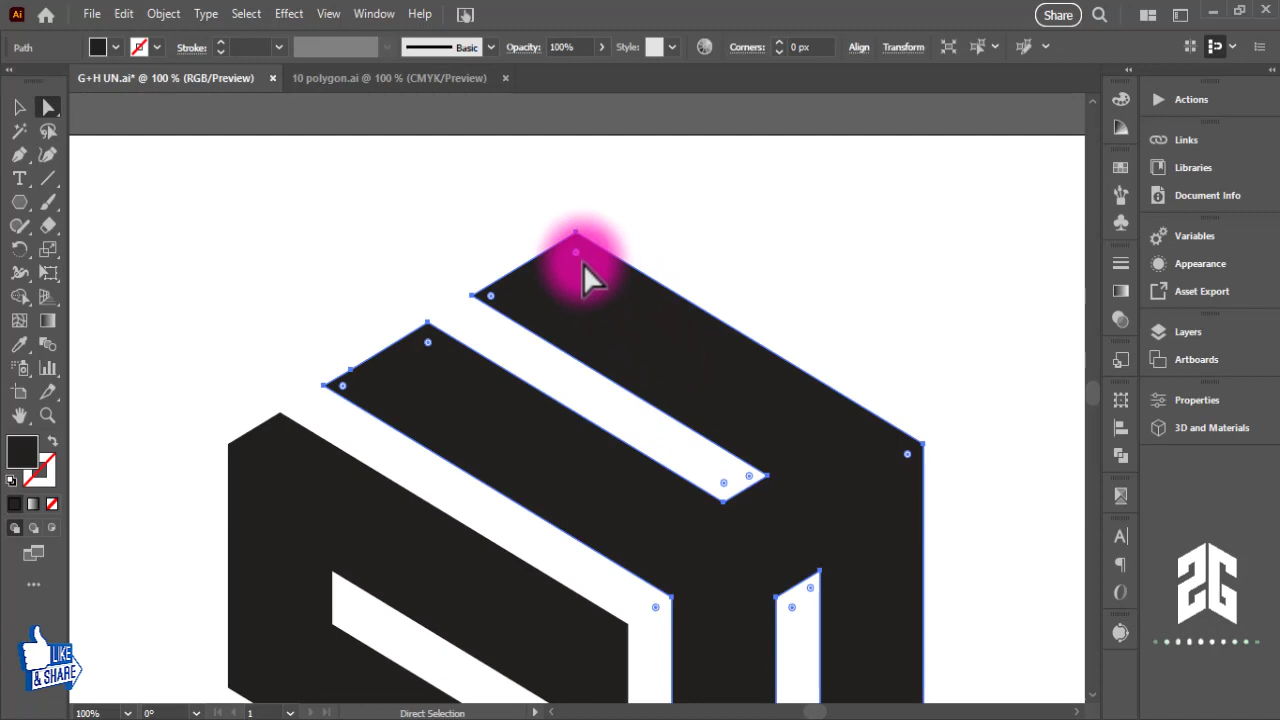 Ai File Edit Object Type Select Effect View Window Help Share
Path Stroke: Basic Opacity: 100% Style: Corners: 0 px Align Transform
G+H UN.ai* @ 100 % (RGB/Preview) × 10 polygon.ai @ 100 % (CMYK/Preview) ×
Actions
Links
Libraries
Document Info
Variables
Appearance
Asset Export
Layers
Artboards
Properties
3D and Materials
LIKE
& SHARE
2G
100% 0° 1 Direct Selection